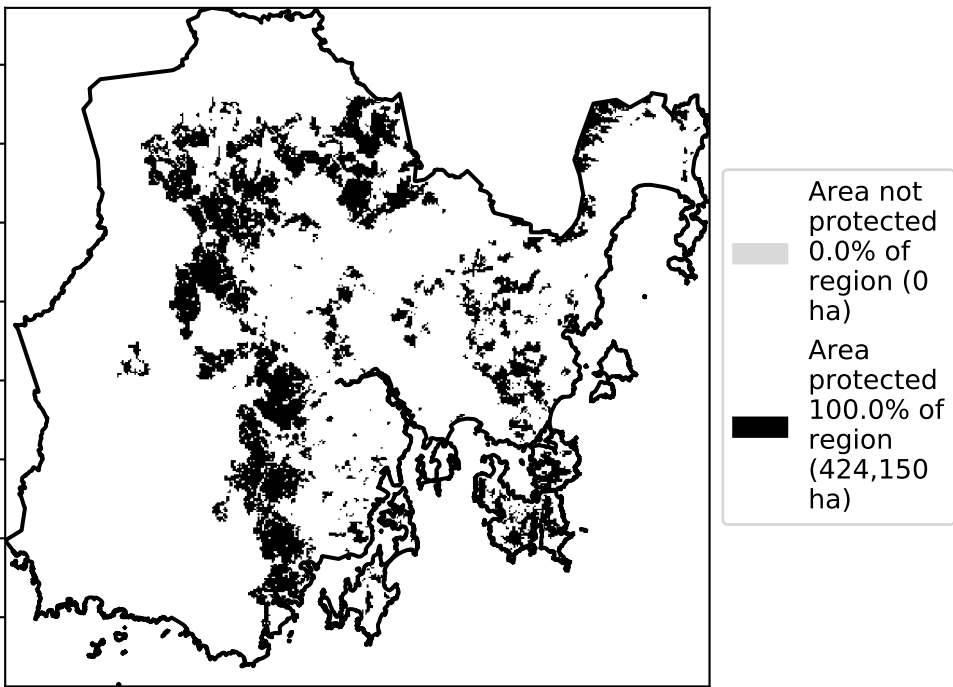 Area not
protected
0.0% of
region (0
ha)
Area
protected
100.0% of
region
(424,150
ha)